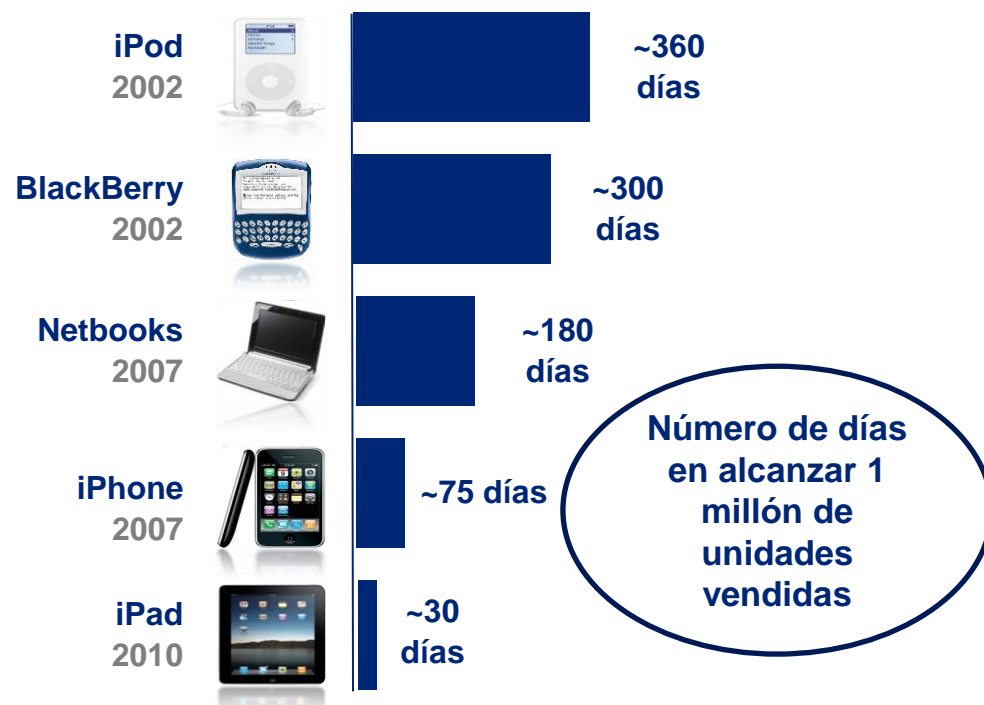 iPod
2002
~360
días
BlackBerry
2002
~300
días
Netbooks
2007
~180
días
iPhone
2007
~75 días
iPad
2010
~30
días
Número de días
en alcanzar 1
millón de
unidades
vendidas